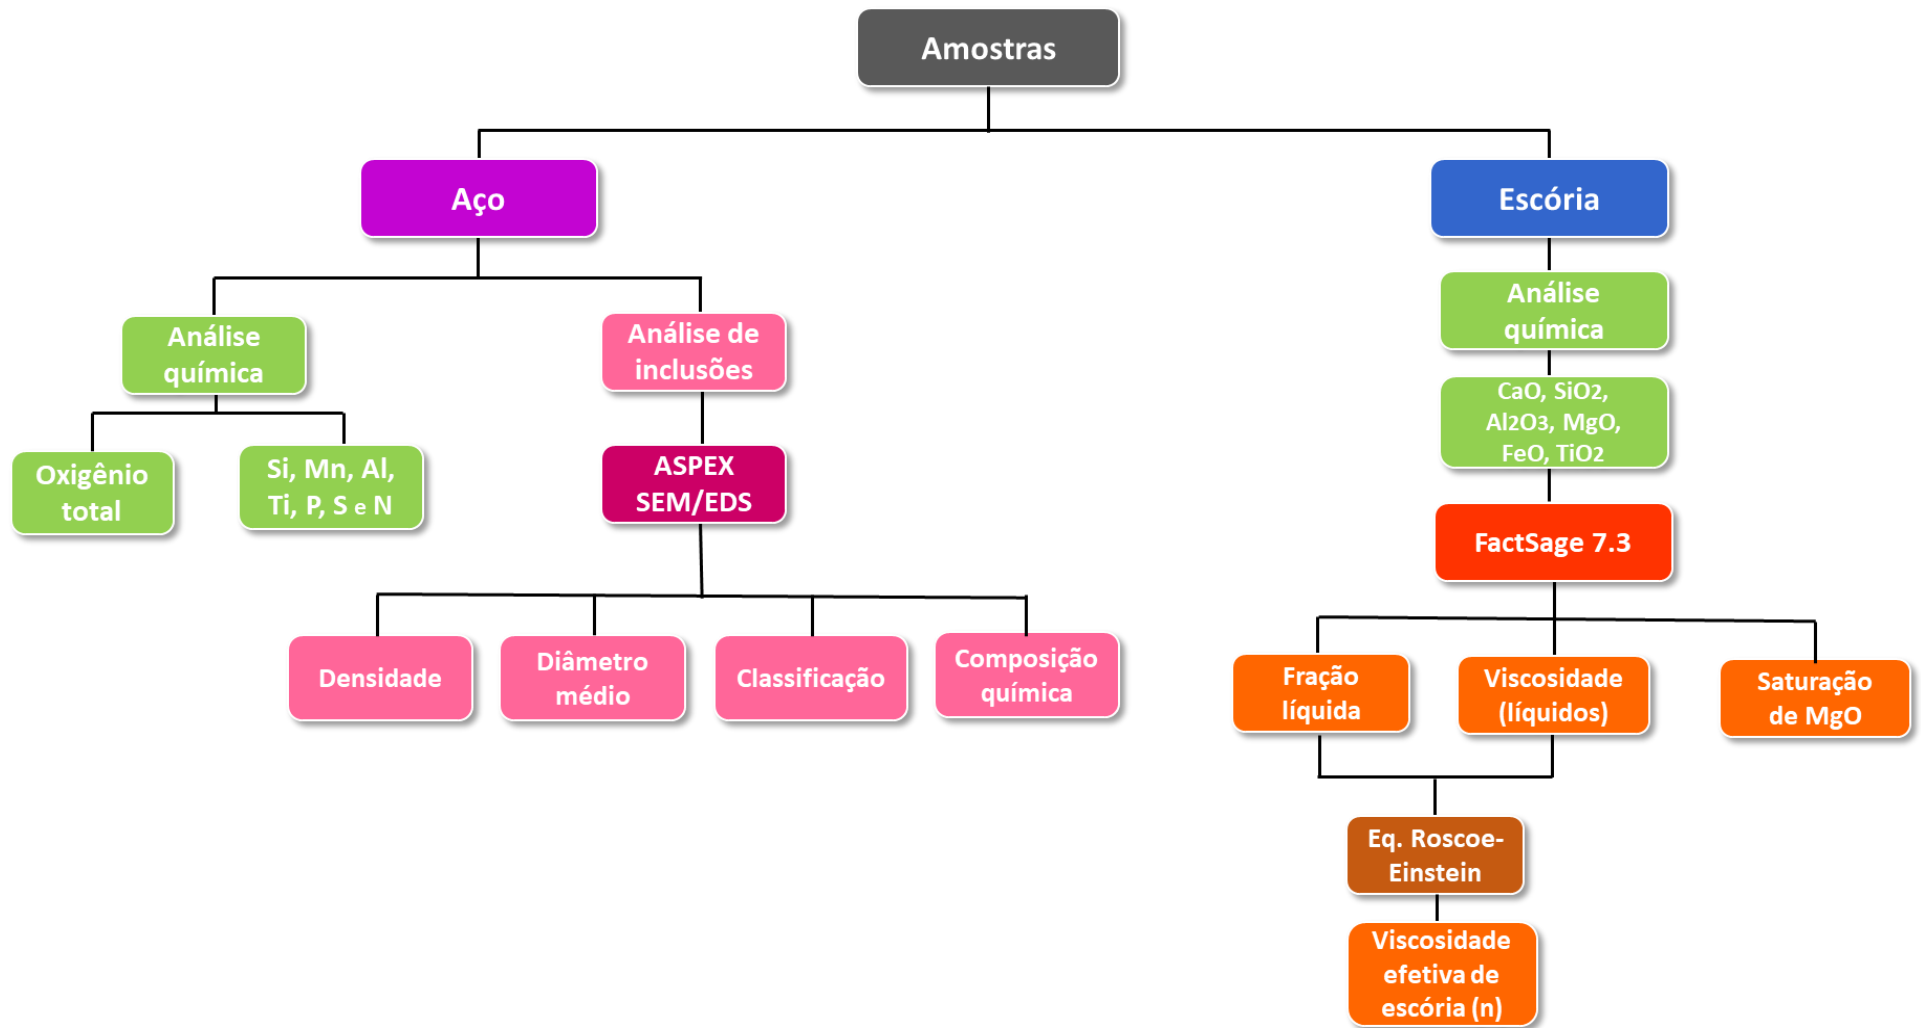 Amostras
Aço
Escória
Análise
química
Análise de
inclusões
Análise
química
Oxigênio
total
Si, Mn, Al,
Ti, P, S e N
ASPEX
SEM/EDS
CaO, SiO2,
Al2O3, MgO,
FeO, TiO2
FactSage 7.3
Densidade
Diâmetro
médio
Classificação
Composição
química
Fração
líquida
Viscosidade
(líquidos)
Saturação
de MgO
Eq. Roscoe-
Einstein
Viscosidade
efetiva de
escória (n)